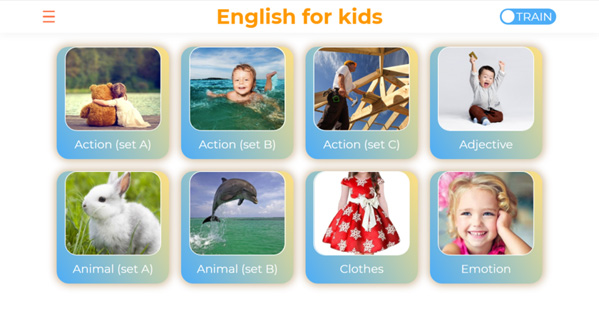 English for kids
TRAIN
Action (set A)
Action (set B)
Action (set C)
Adjective
Animal (set A)
Animal (set B)
Clothes
Emotion